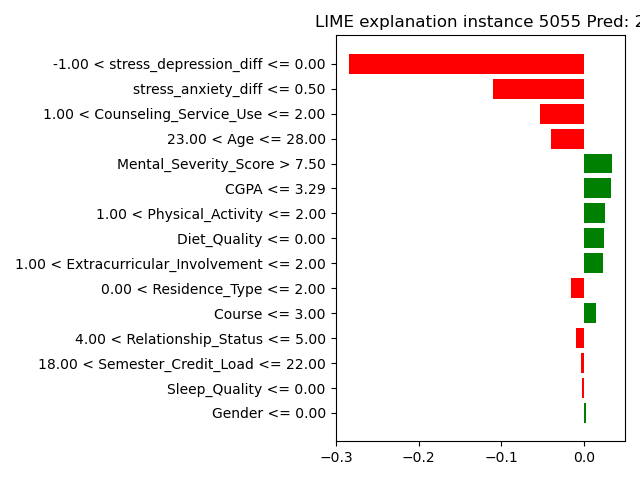 LIME explanation instance 5055 Pred: 2
-1.00 < stress_depression_diff <= 0.00
stress_anxiety_diff <= 0.50
1.00 < Counseling_Service_Use <= 2.00
23.00 < Age <= 28.00
Mental_Severity_Score > 7.50
CGPA <= 3.29
1.00 < Physical_Activity <= 2.00
Diet_Quality <= 0.00
1.00 < Extracurricular_Involvement <= 2.00
0.00 < Residence_Type <= 2.00
Course <= 3.00
4.00 < Relationship_Status <= 5.00
18.00 < Semester_Credit_Load <= 22.00
Sleep_Quality <= 0.00
Gender <= 0.00
−0.3 −0.2 −0.1 0.0